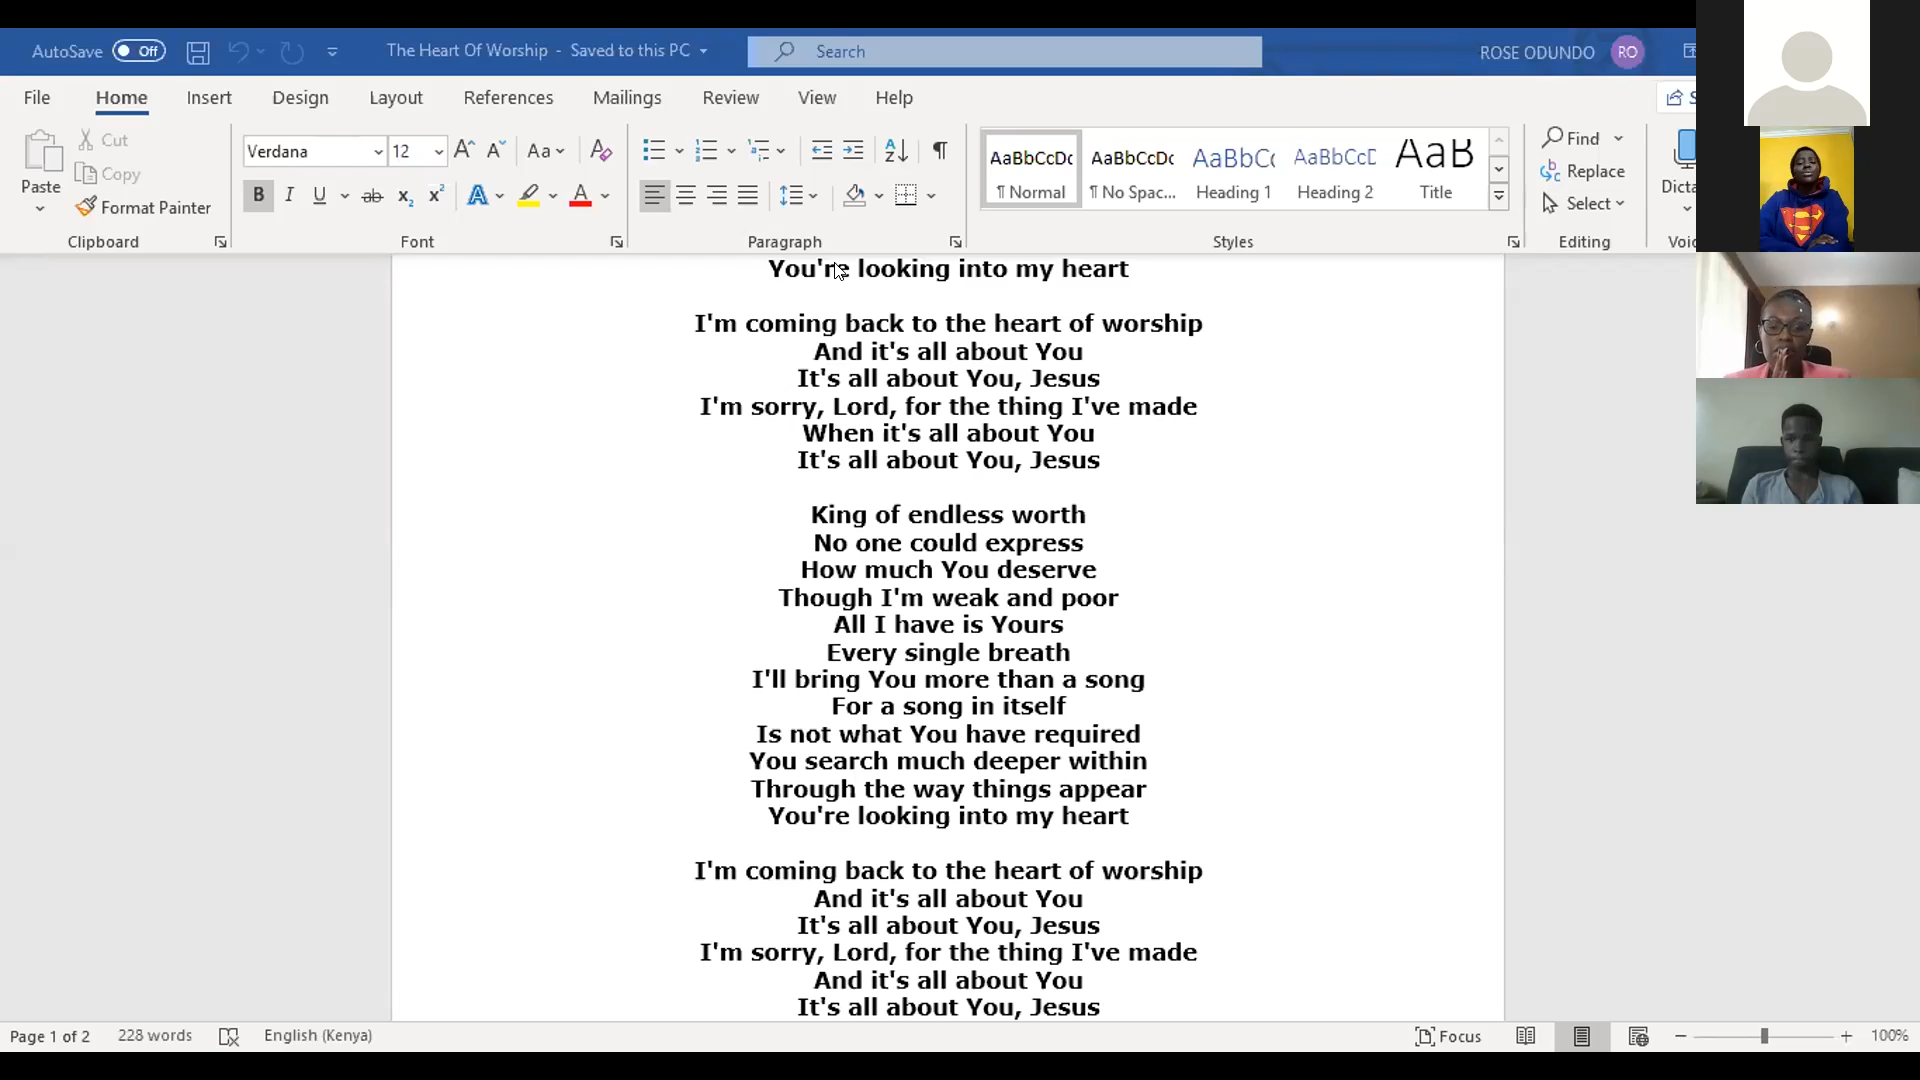 AutoSave Off The Heart Of Worship - Saved to this PC Search ROSE ODUNDO RO
File Home Insert Design Layout References Mailings Review View Help
Paste Cut Copy Format Painter
Clipboard
Verdana 12 Aa
B I U ab x2 x2 A A
Font
Paragraph
AaBbCcDc AaBbCcDc AaBbCc AaBbCcD AaB
¶ Normal ¶ No Spac... Heading 1 Heading 2 Title
Styles
Find
Replace
Select
Editing
You're looking into my heart
I'm coming back to the heart of worship
And it's all about You
It's all about You, Jesus
I'm sorry, Lord, for the thing I've made
When it's all about You
It's all about You, Jesus
King of endless worth
No one could express
How much You deserve
Though I'm weak and poor
All I have is Yours
Every single breath
I'll bring You more than a song
For a song in itself
Is not what You have required
You search much deeper within
Through the way things appear
You're looking into my heart
I'm coming back to the heart of worship
And it's all about You
It's all about You, Jesus
I'm sorry, Lord, for the thing I've made
And it's all about You
It's all about You, Jesus
Page 1 of 2 228 words English (Kenya) Focus 100%